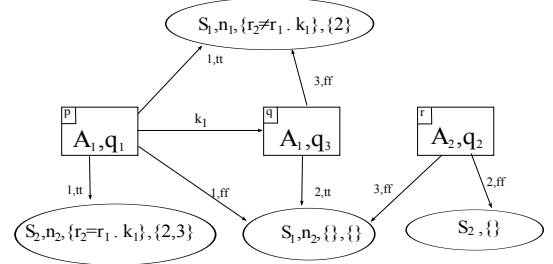 S₁,n₁,{r₂≠r₁ . k₁},{2}
1,tt
3,ff
p
q
r
k₁
A₁,q₁
A₁,q₃
A₂,q₂
1,tt
1,ff
2,tt
3,ff
2,ff
S₂,n₂,{r₂=r₁ . k₁},{2,3}
S₁,n₂,{},{}
S₂ ,{}